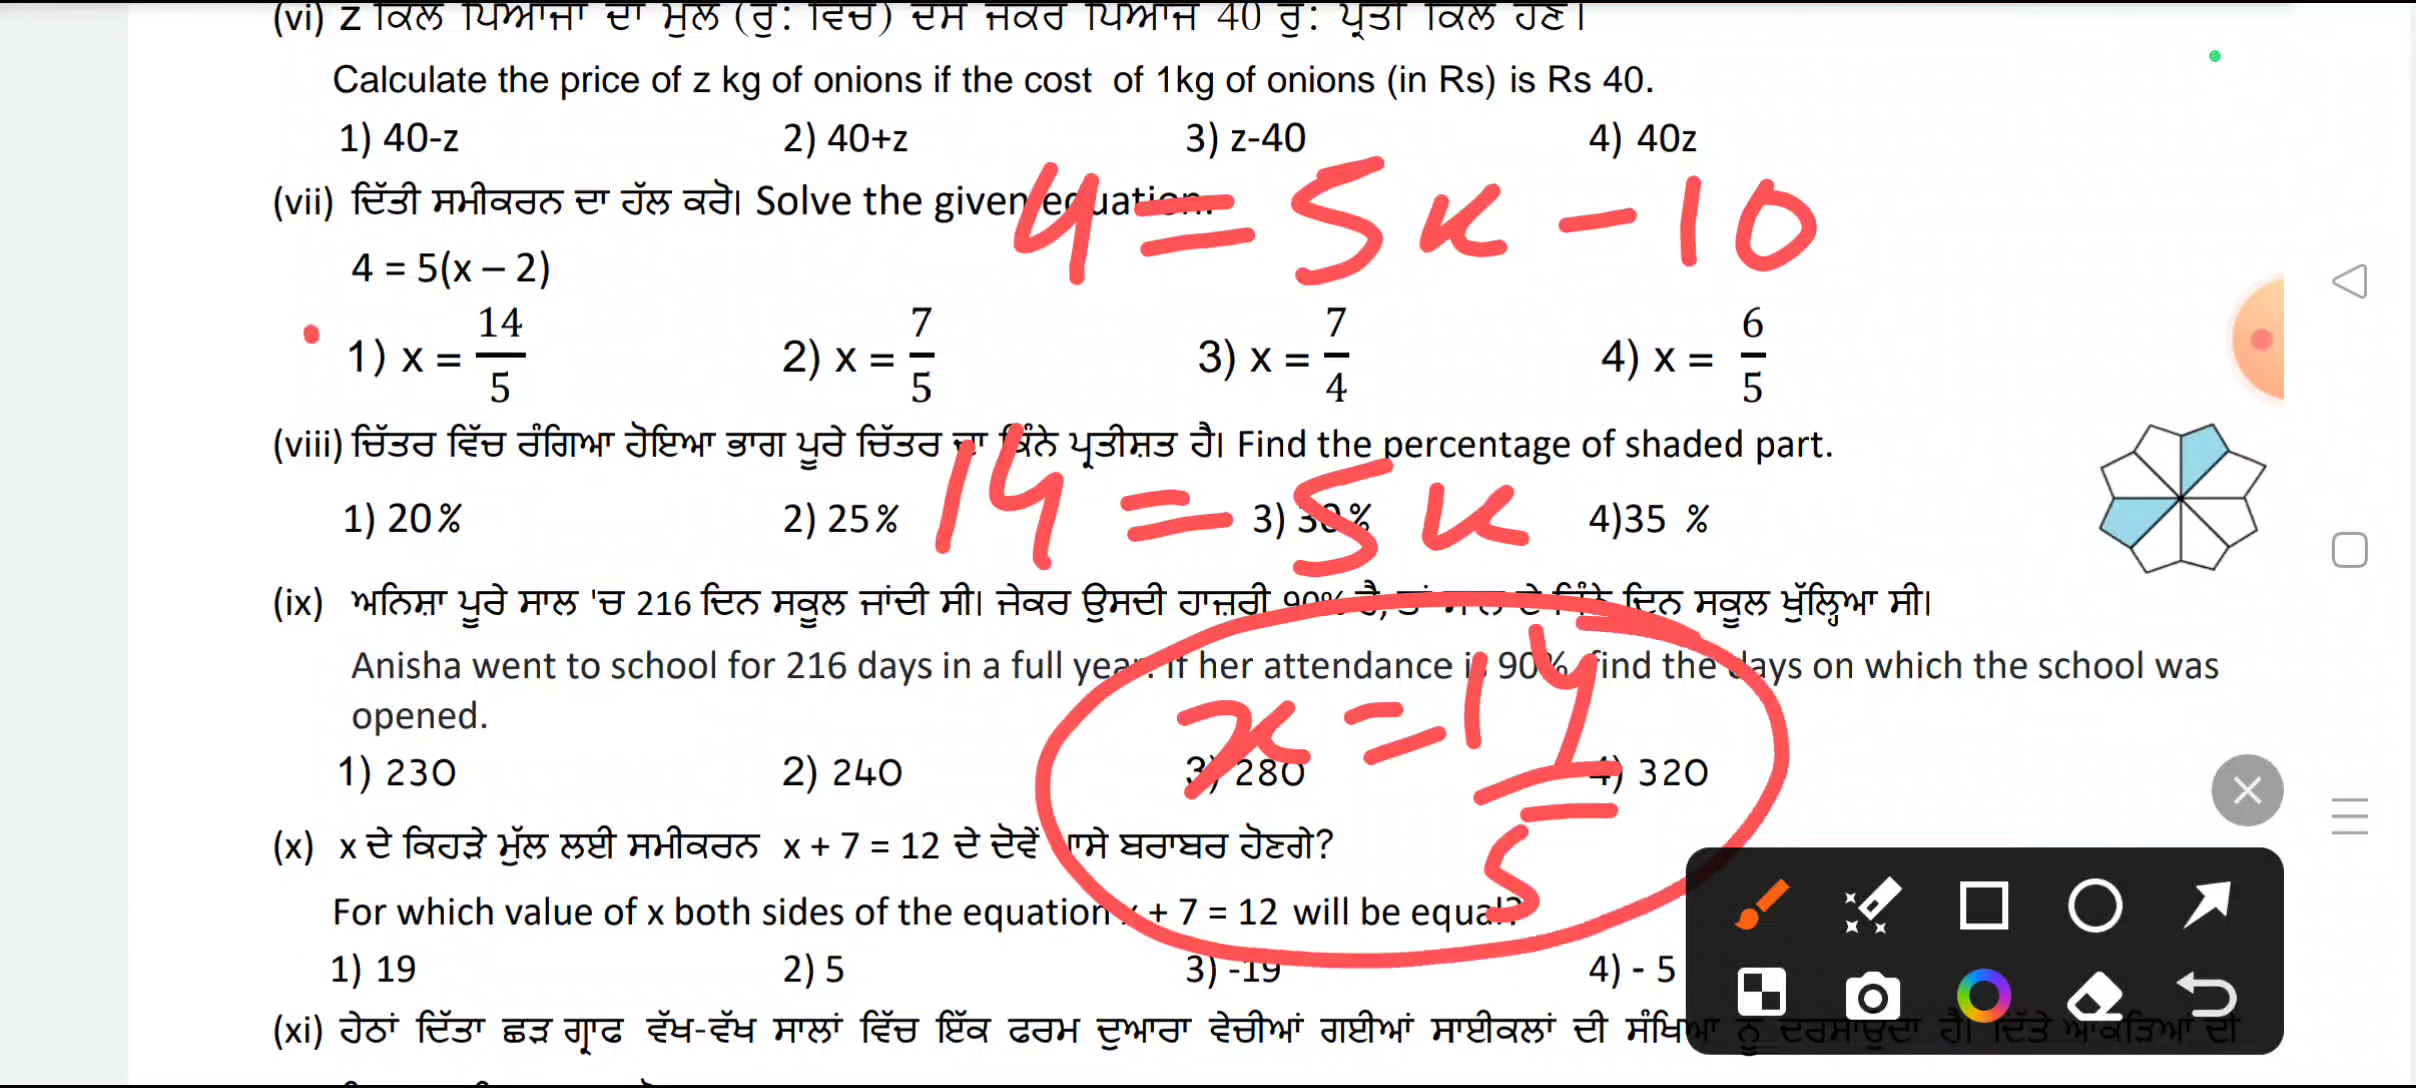 (vi) z ਕਿਲੋ ਪਿਆਜਾਂ ਦਾ ਮੁੱਲ (ਰੁ: ਵਿੱਚ) ਦੱਸੋ ਜੇਕਰ ਪਿਆਜ 40 ਰੁ: ਪ੍ਰਤੀ ਕਿਲੋ ਹਣ।
Calculate the price of z kg of onions if the cost of 1kg of onions (in Rs) is Rs 40.
1) 40-z 2) 40+z 3) z-40 4) 40z
(vii) ਦਿੱਤੀ ਸਮੀਕਰਨ ਦਾ ਹੱਲ ਕਰੋ। Solve the given equation.
4 = 5x - 10
4 = 5(x – 2)
1) x = 14/5 2) x = 7/5 3) x = 7/4 4) x = 6/5
(viii) ਚਿੱਤਰ ਵਿੱਚ ਰੰਗਿਆ ਹੋਇਆ ਭਾਗ ਪੂਰੇ ਚਿੱਤਰ ਦਾ ਕਿੰਨੇ ਪ੍ਰਤੀਸ਼ਤ ਹੈ। Find the percentage of shaded part.
1) 20% 2) 25% 3) 30% 4)35 %
14 = 5x
(ix) ਅਨਿਸ਼ਾ ਪੂਰੇ ਸਾਲ 'ਚ 216 ਦਿਨ ਸਕੂਲ ਜਾਂਦੀ ਸੀ। ਜੇਕਰ ਉਸਦੀ ਹਾਜ਼ਰੀ 90% ਹੈ, ਤਾਂ ਸਾਲ ਦੇ ਕਿੰਨੇ ਦਿਨ ਸਕੂਲ ਖੁੱਲ੍ਹਿਆ ਸੀ।
Anisha went to school for 216 days in a full year. If her attendance is 90%, find the days on which the school was
opened.
x = 14/5
1) 230 2) 240 3) 280 4) 320
(x) x ਦੇ ਕਿਹੜੇ ਮੁੱਲ ਲਈ ਸਮੀਕਰਨ x + 7 = 12 ਦੇ ਦੋਵੇਂ ਪਾਸੇ ਬਰਾਬਰ ਹੋਣਗੇ?
For which value of x both sides of the equation x + 7 = 12 will be equal?
1) 19 2) 5 3) -19 4) - 5
(xi) ਹੇਠਾਂ ਦਿੱਤਾ ਛੜ ਗ੍ਰਾਫ ਵੱਖ-ਵੱਖ ਸਾਲਾਂ ਵਿੱਚ ਇੱਕ ਫਰਮ ਦੁਆਰਾ ਵੇਚੀਆਂ ਗਈਆਂ ਸਾਈਕਲਾਂ ਦੀ ਸੰਖਿਆ ਨੂੰ ਦਰਸਾਉਂਦਾ ਹੈ। ਦਿੱਤੇ ਆਂਕੜਿਆਂ ਦੀ